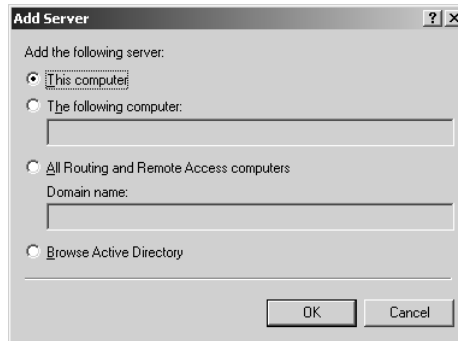 Add Server
Add the following server:
This computer
The following computer:
All Routing and Remote Access computers
Domain name:
Browse Active Directory
OK Cancel